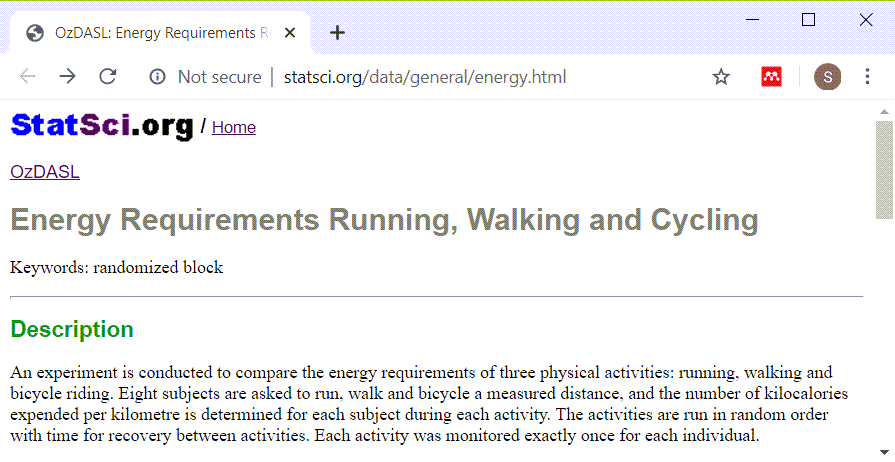 OzDASL: Energy Requirements R
Not secure | statsci.org/data/general/energy.html
S
StatSci.org / Home
OzDASL
Energy Requirements Running, Walking and Cycling
Keywords: randomized block
Description
An experiment is conducted to compare the energy requirements of three physical activities: running, walking and
bicycle riding. Eight subjects are asked to run, walk and bicycle a measured distance, and the number of kilocalories
expended per kilometre is determined for each subject during each activity. The activities are run in random order
with time for recovery between activities. Each activity was monitored exactly once for each individual.